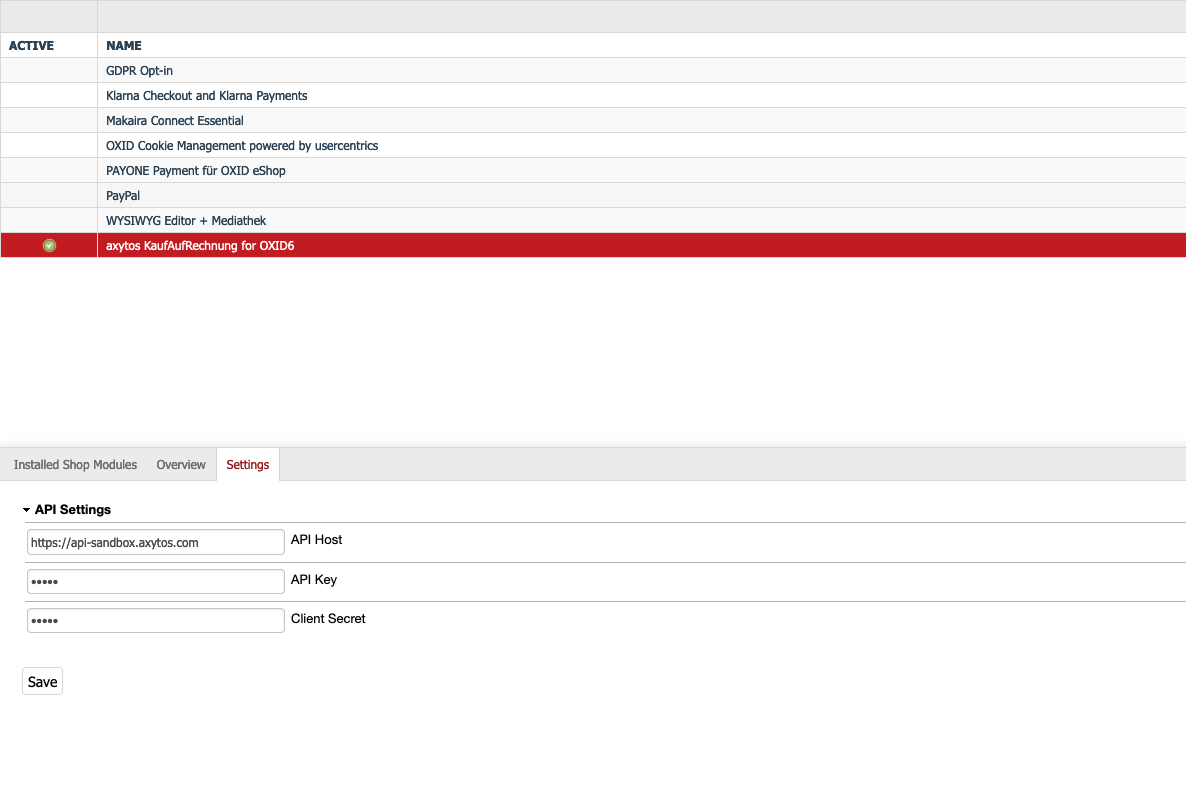 ACTIVE NAME
GDPR Opt-in
Klarna Checkout and Klarna Payments
Makaira Connect Essential
OXID Cookie Management powered by usercentrics
PAYONE Payment für OXID eShop
PayPal
WYSIWYG Editor + Mediathek
axytos KaufAufRechnung for OXID6
Installed Shop Modules Overview Settings
API Settings
https://api-sandbox.axytos.com API Host
••••• API Key
••••• Client Secret
Save